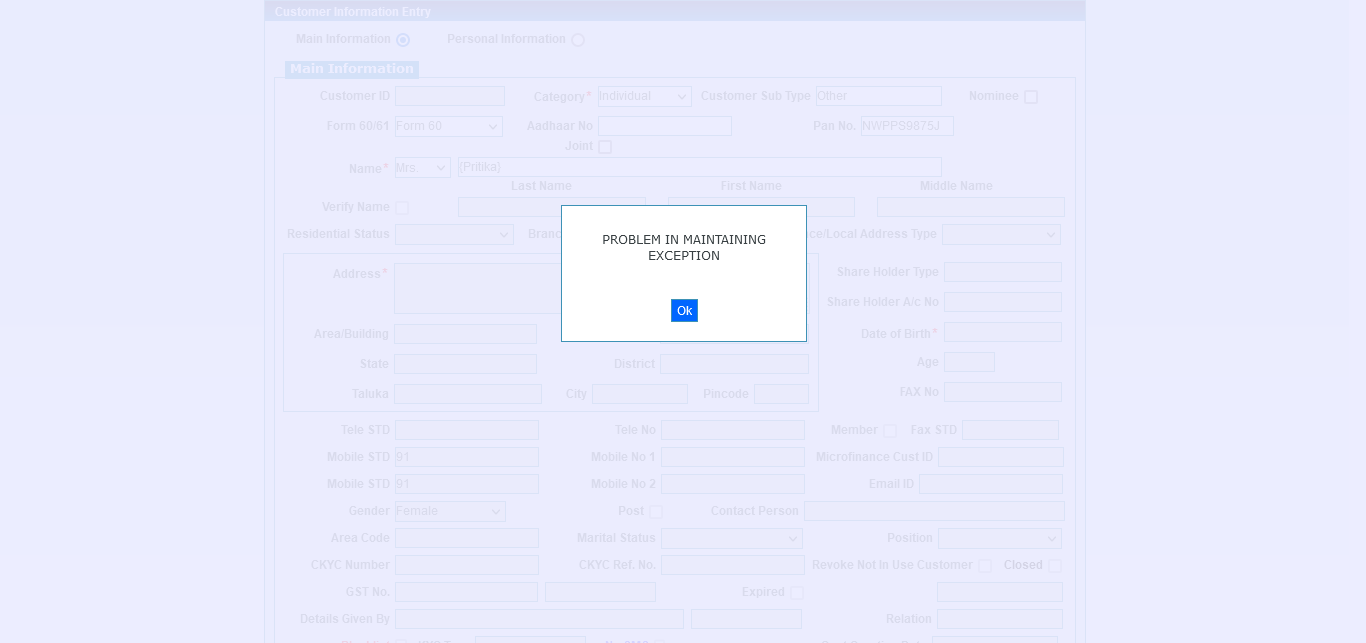 Customer Information Entry
Main Information Personal Information
Main Information
Customer ID Category* Individual Customer Sub Type Other Nominee
Form 60/61 Form 60 Aadhaar No Pan No. NWPPS9875J
Joint
Name* Mrs. (Pritika)
Last Name First Name Middle Name
Verify Name
Residential Status Branc ce/Local Address Type
PROBLEM IN MAINTAINING
EXCEPTION
Ok
Address* Share Holder Type
Share Holder A/c No
Area/Building Date of Birth*
State District Age
Taluka City Pincode FAX No
Tele STD Tele No Member Fax STD
Mobile STD 91 Mobile No 1 Microfinance Cust ID
Mobile STD 91 Mobile No 2 Email ID
Gender Female Post Contact Person
Area Code Marital Status Position
CKYC Number CKYC Ref. No. Revoke Not In Use Customer Closed
GST No. Expired
Details Given By Relation